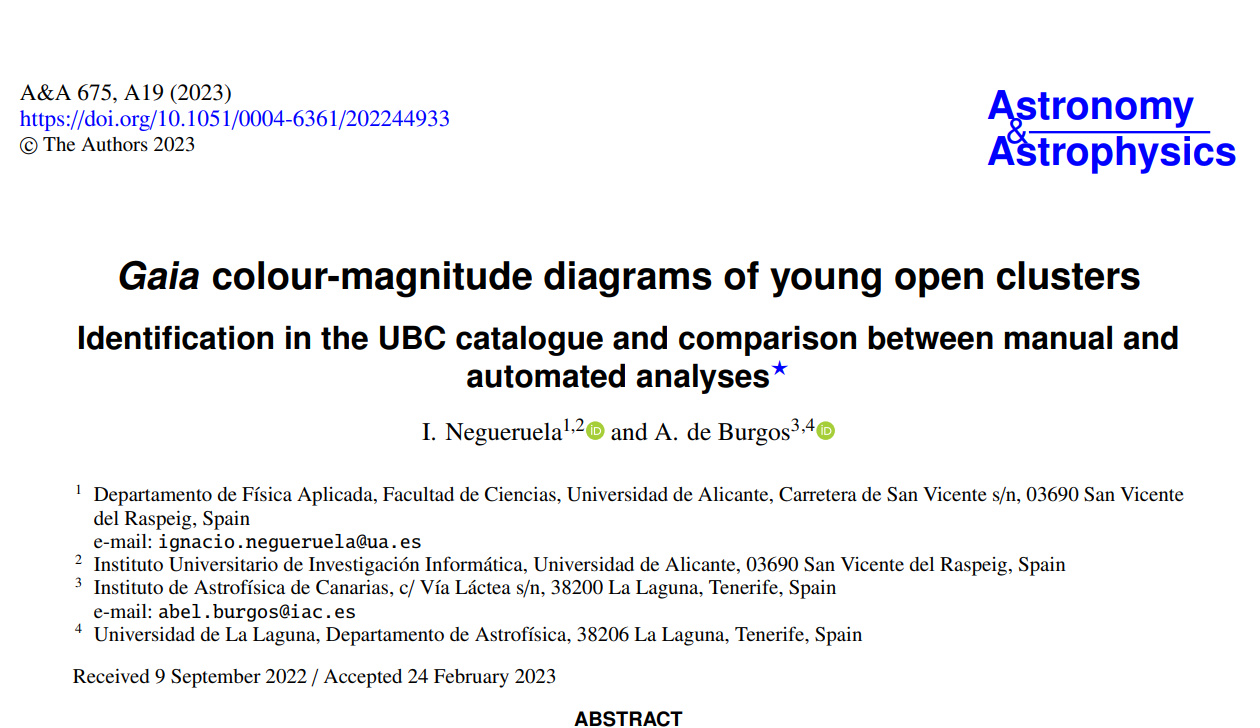 A&A 675, A19 (2023)
https://doi.org/10.1051/0004-6361/202244933
© The Authors 2023
Astronomy
&
Astrophysics
Gaia colour-magnitude diagrams of young open clusters
Identification in the UBC catalogue and comparison between manual and
automated analyses★
I. Negueruela1,2 iD and A. de Burgos3,4 iD
1 Departamento de Física Aplicada, Facultad de Ciencias, Universidad de Alicante, Carretera de San Vicente s/n, 03690 San Vicente
del Raspeig, Spain
e-mail: ignacio.negueruela@ua.es
2 Instituto Universitario de Investigación Informática, Universidad de Alicante, 03690 San Vicente del Raspeig, Spain
3 Instituto de Astrofísica de Canarias, c/ Vía Láctea s/n, 38200 La Laguna, Tenerife, Spain
e-mail: abel.burgos@iac.es
4 Universidad de La Laguna, Departamento de Astrofísica, 38206 La Laguna, Tenerife, Spain
Received 9 September 2022 / Accepted 24 February 2023
ABSTRACT